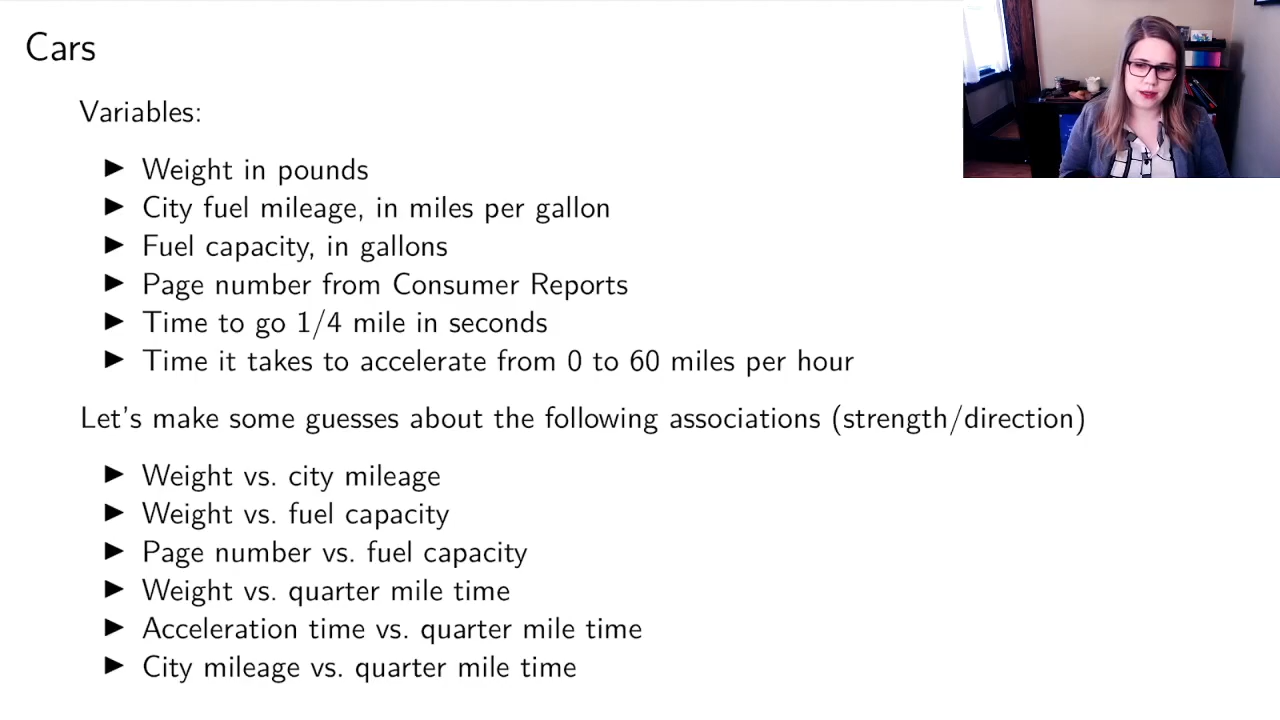 Cars
Variables:
▶ Weight in pounds
▶ City fuel mileage, in miles per gallon
▶ Fuel capacity, in gallons
▶ Page number from Consumer Reports
▶ Time to go 1/4 mile in seconds
▶ Time it takes to accelerate from 0 to 60 miles per hour
Let's make some guesses about the following associations (strength/direction)
▶ Weight vs. city mileage
▶ Weight vs. fuel capacity
▶ Page number vs. fuel capacity
▶ Weight vs. quarter mile time
▶ Acceleration time vs. quarter mile time
▶ City mileage vs. quarter mile time